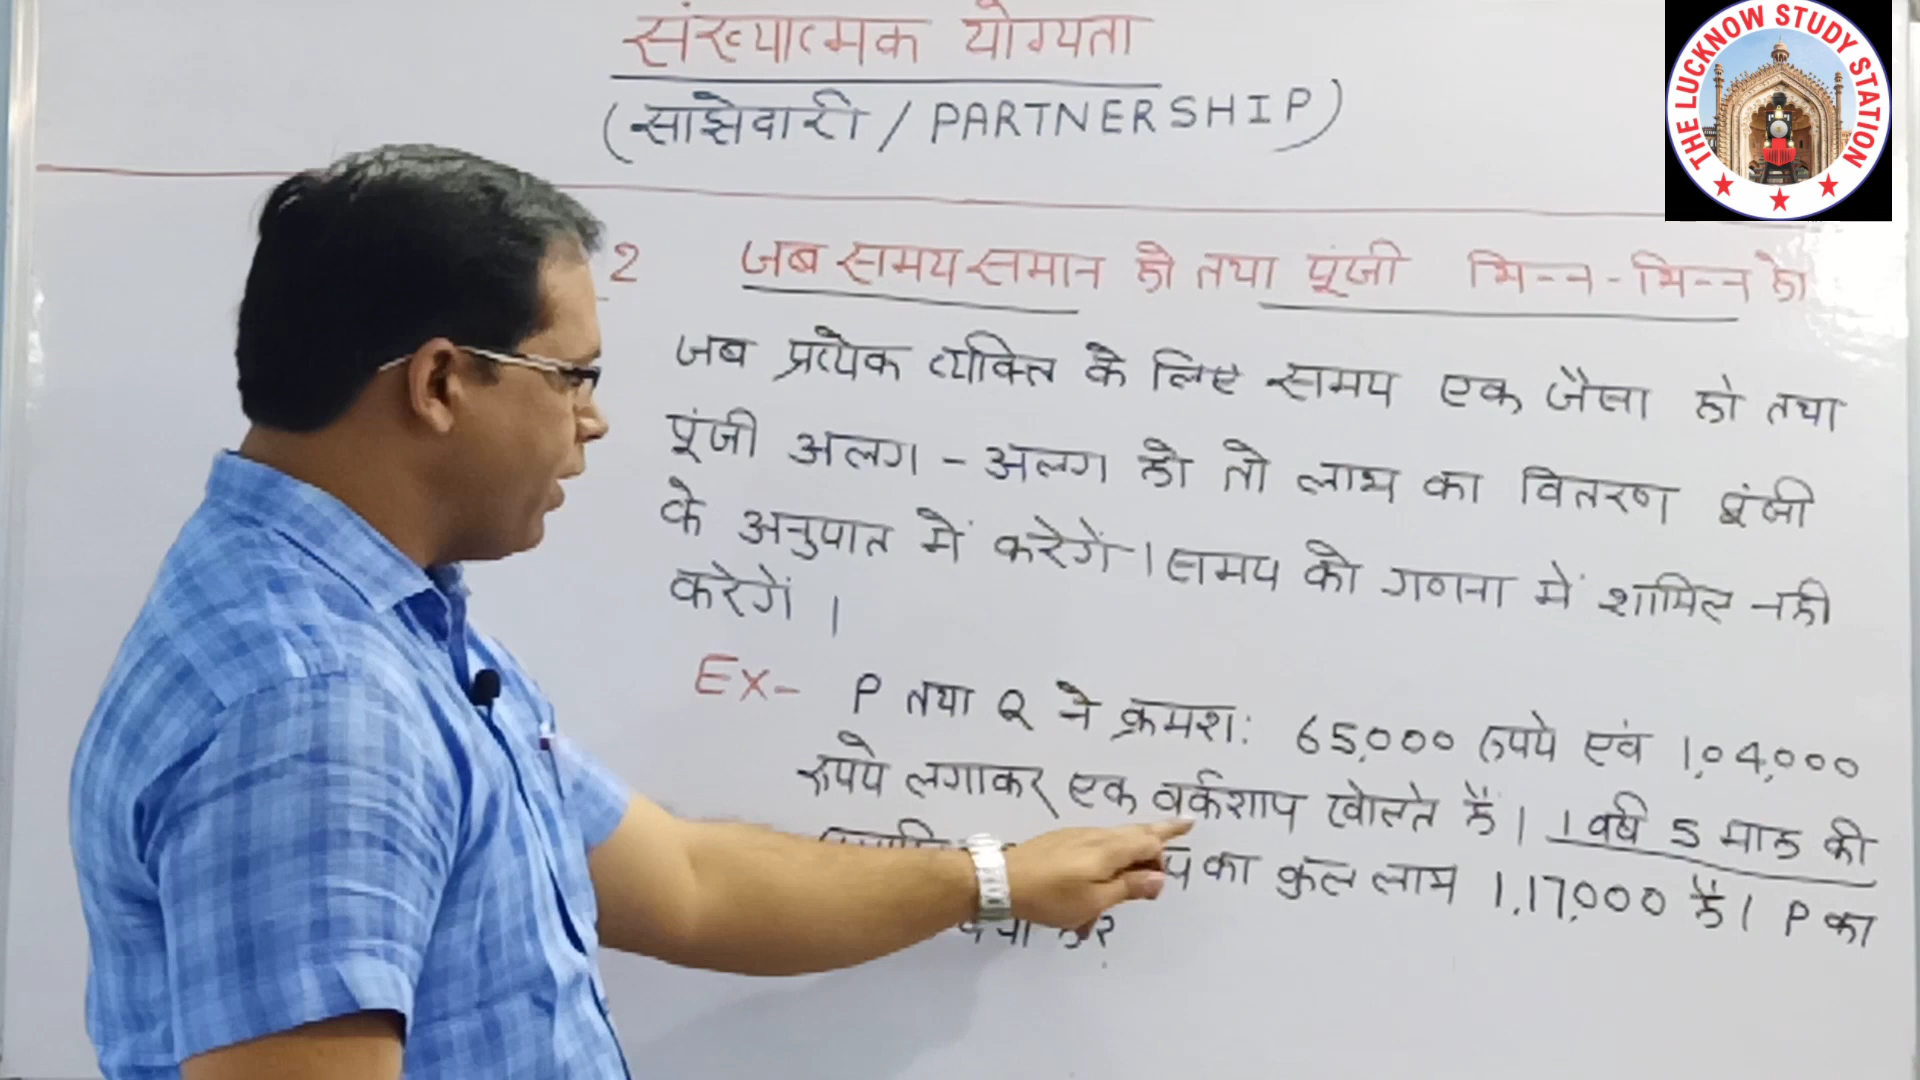 संख्यात्मक योग्यता
(साझेदारी / PARTNERSHIP)
THE LUCKNOW STUDY STATION
2 जब समय समान हो तथा पूंजी भिन्न-भिन्न हो
जब प्रत्येक व्यक्ति के लिए समय एक जैसा हो तथा
पूंजी अलग-अलग हो तो लाभ का वितरण पूंजी
के अनुपात में करेगें। समय को गणना में शामिल नही
करेगें।
Ex- P तथा Q ने क्रमशः 65,000 रुपये एवं 1,04,000
रुपये लगाकर एक वर्कशाप खोलते हैं। 1 वर्ष 5 माह की
का कुल लाभ 1,17,000 है। P का